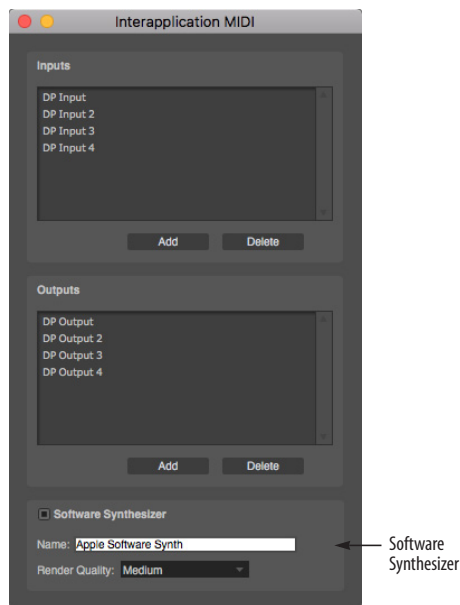 Interapplication MIDI
Inputs
DP Input
DP Input 2
DP Input 3
DP Input 4
Add Delete
Outputs
DP Output
DP Output 2
DP Output 3
DP Output 4
Add Delete
Software Synthesizer
Name: Apple Software Synth
Render Quality: Medium
Software
Synthesizer